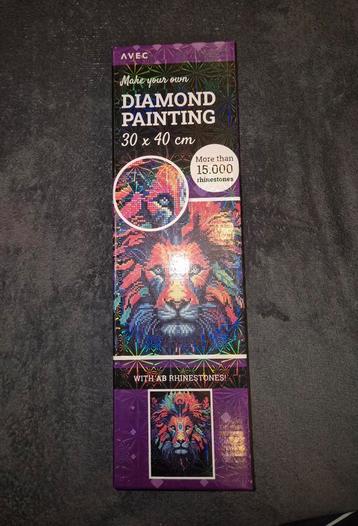 AVEC
Make your own
DIAMOND
PAINTING
30 x 40 cm
More than
15.000
rhinestones
WITH AB RHINESTONES!